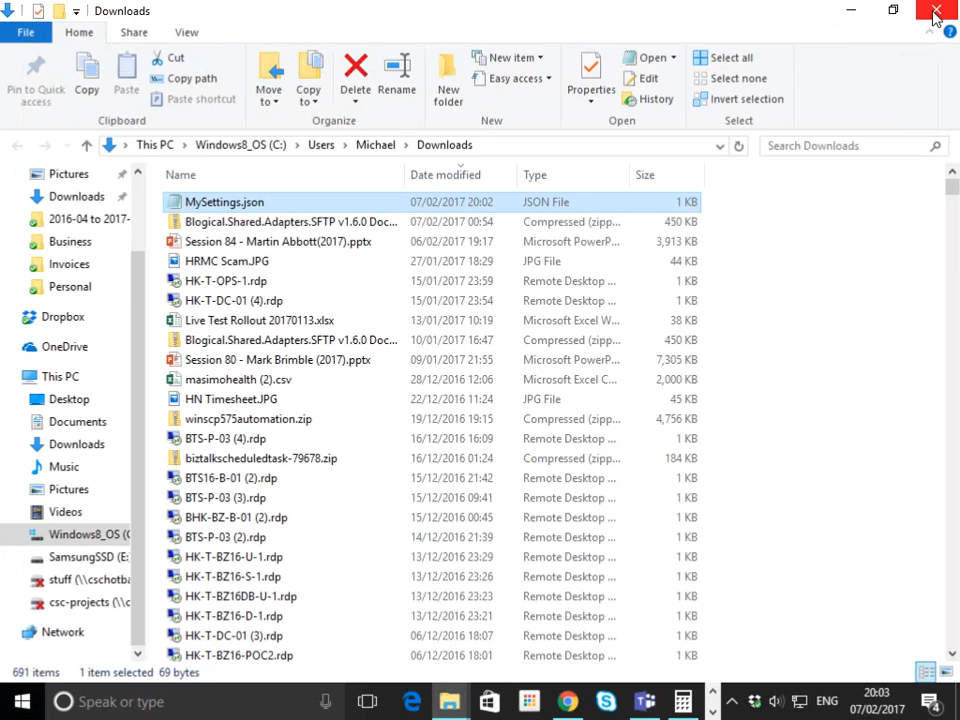 Downloads
File Home Share View
Pin to Quick access
Copy
Paste
Cut
Copy path
Paste shortcut
Clipboard
Move to
Copy to
Delete
Rename
Organize
New folder
New item
Easy access
New
Properties
Open
Edit
History
Open
Select all
Select none
Invert selection
Select
This PC Windows8_OS (C:) Users Michael Downloads
Search Downloads
Pictures
Downloads
2016-04 to 2017-
Business
Invoices
Personal
Dropbox
OneDrive
This PC
Desktop
Documents
Downloads
Music
Pictures
Videos
Windows8_OS (C
SamsungSSD (E:
stuff (\\cschotba
csc-projects (\\c
Network
Name Date modified Type Size
MySettings.json 07/02/2017 20:02 JSON File 1 KB
Blogical.Shared.Adapters.SFTP v1.6.0 Doc... 07/02/2017 00:54 Compressed (zipp... 450 KB
Session 84 - Martin Abbott(2017).pptx 06/02/2017 19:17 Microsoft PowerP... 3,913 KB
HRMC Scam.JPG 27/01/2017 18:29 JPG File 44 KB
HK-T-OPS-1.rdp 15/01/2017 23:59 Remote Desktop ... 1 KB
HK-T-DC-01 (4).rdp 15/01/2017 23:54 Remote Desktop ... 1 KB
Live Test Rollout 20170113.xlsx 13/01/2017 10:19 Microsoft Excel W... 38 KB
Blogical.Shared.Adapters.SFTP v1.6.0 Doc... 10/01/2017 16:47 Compressed (zipp... 450 KB
Session 80 - Mark Brimble (2017).pptx 09/01/2017 21:55 Microsoft PowerP... 7,305 KB
masimohealth (2).csv 28/12/2016 12:06 Microsoft Excel C... 2,000 KB
HN Timesheet.JPG 22/12/2016 11:24 JPG File 45 KB
winscp575automation.zip 19/12/2016 19:15 Compressed (zipp... 4,756 KB
BTS-P-03 (4).rdp 16/12/2016 16:09 Remote Desktop ... 1 KB
biztalkscheduledtask-79678.zip 16/12/2016 01:24 Compressed (zipp... 184 KB
BTS16-B-01 (2).rdp 15/12/2016 21:42 Remote Desktop ... 1 KB
BTS-P-03 (3).rdp 15/12/2016 09:41 Remote Desktop ... 1 KB
BHK-BZ-B-01 (2).rdp 15/12/2016 00:45 Remote Desktop ... 1 KB
BTS-P-03 (2).rdp 14/12/2016 21:39 Remote Desktop ... 1 KB
HK-T-BZ16-U-1.rdp 13/12/2016 23:29 Remote Desktop ... 1 KB
HK-T-BZ16-S-1.rdp 13/12/2016 23:26 Remote Desktop ... 1 KB
HK-T-BZ16DB-U-1.rdp 13/12/2016 23:23 Remote Desktop ... 1 KB
HK-T-BZ16-D-1.rdp 13/12/2016 23:21 Remote Desktop ... 1 KB
HK-T-DC-01 (3).rdp 06/12/2016 18:07 Remote Desktop ... 1 KB
HK-T-BZ16-POC2.rdp 06/12/2016 18:01 Remote Desktop ... 1 KB
691 items 1 item selected 69 bytes
Speak or type
ENG
20:03
07/02/2017
4